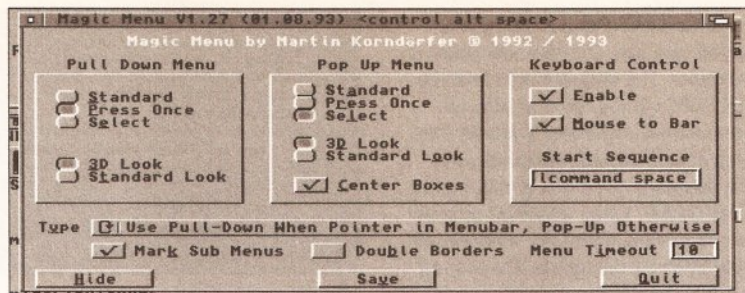 Magic Menu V1.27 (01.08.93) <control alt space>
Magic Menu by Martin Korndörfer © 1992 / 1993
Pull Down Menu
Standard
Press Once
Select
3D Look
Standard Look
Pop Up Menu
Standard
Press Once
Select
3D Look
Standard Look
Center Boxes
Keyboard Control
Enable
Mouse to Bar
Start Sequence
lcommand space
Type Use Pull-Down When Pointer in Menubar, Pop-Up Otherwise
Mark Sub Menus Double Borders Menu Timeout 10
Hide Save Quit